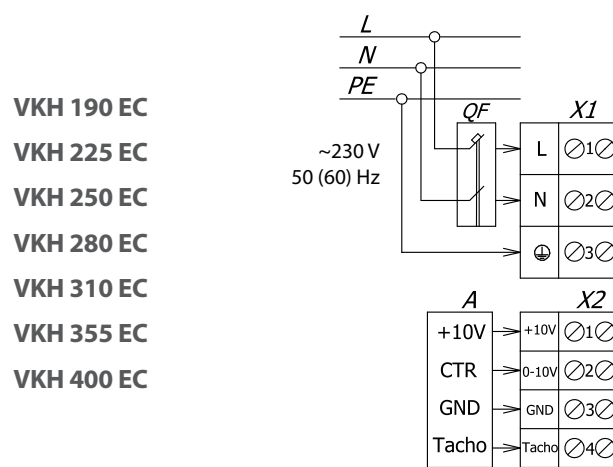 VKH 190 EC
VKH 225 EC
VKH 250 EC
VKH 280 EC
VKH 310 EC
VKH 355 EC
VKH 400 EC
L
N
PE
~230 V
50 (60) Hz
QF
X1
L 1
N 2
3
A
X2
+10V +10V 1
CTR 0-10V 2
GND GND 3
Tacho Tacho 4